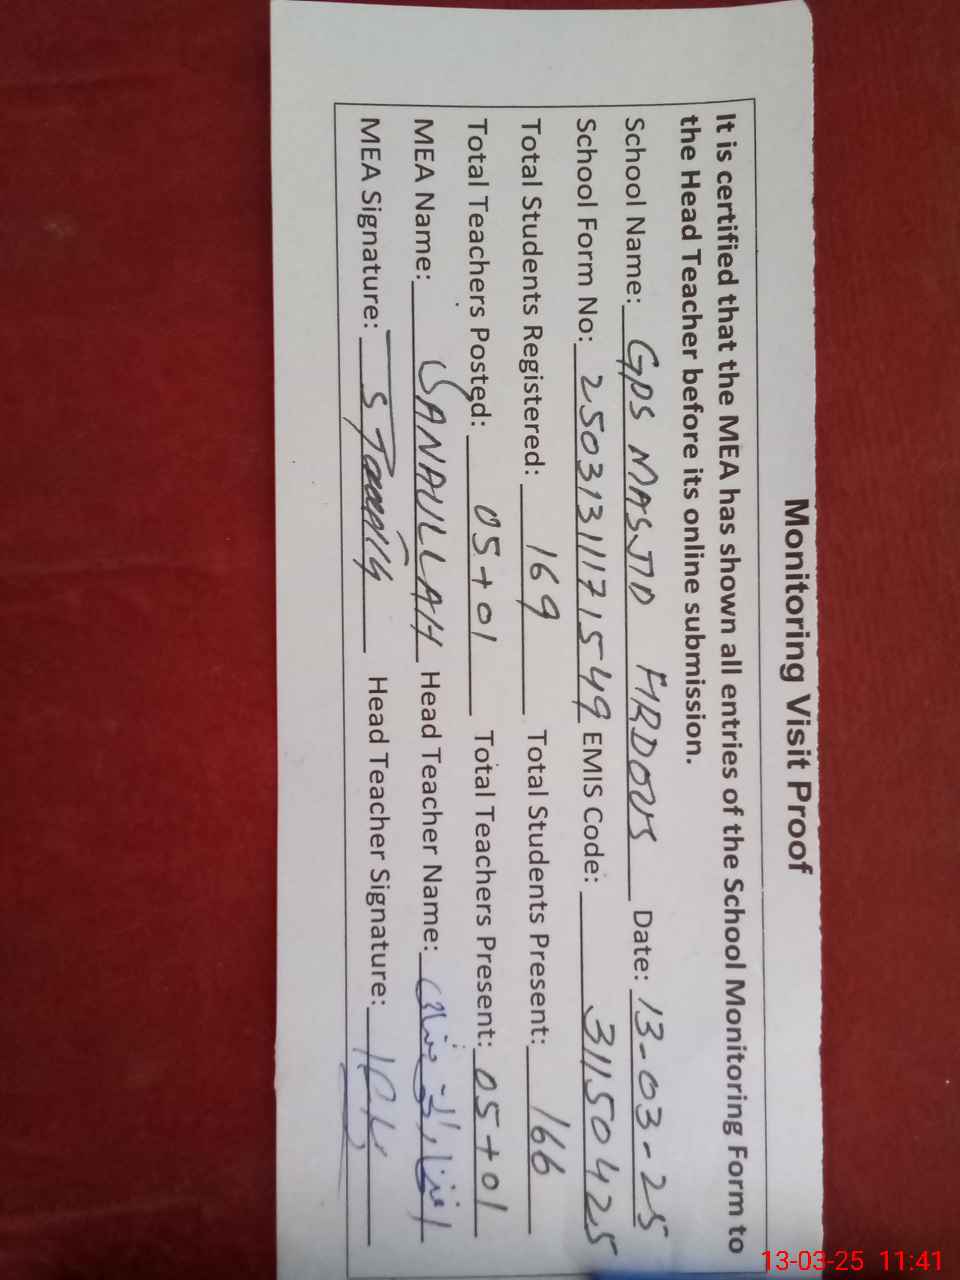 Monitoring Visit Proof
It is certified that the MEA has shown all entries of the School Monitoring Form to
the Head Teacher before its online submission.
School Name: GPS MASJID FIRDOUS Date: 13-03-25
School Form No: 25031311171549 EMIS Code: 31150425
Total Students Registered: 169 Total Students Present: 166
Total Teachers Posted: 05+01 Total Teachers Present: 05+01
MEA Name: SANAULLAH Head Teacher Name:
MEA Signature: Head Teacher Signature:
13-03-25 11:41